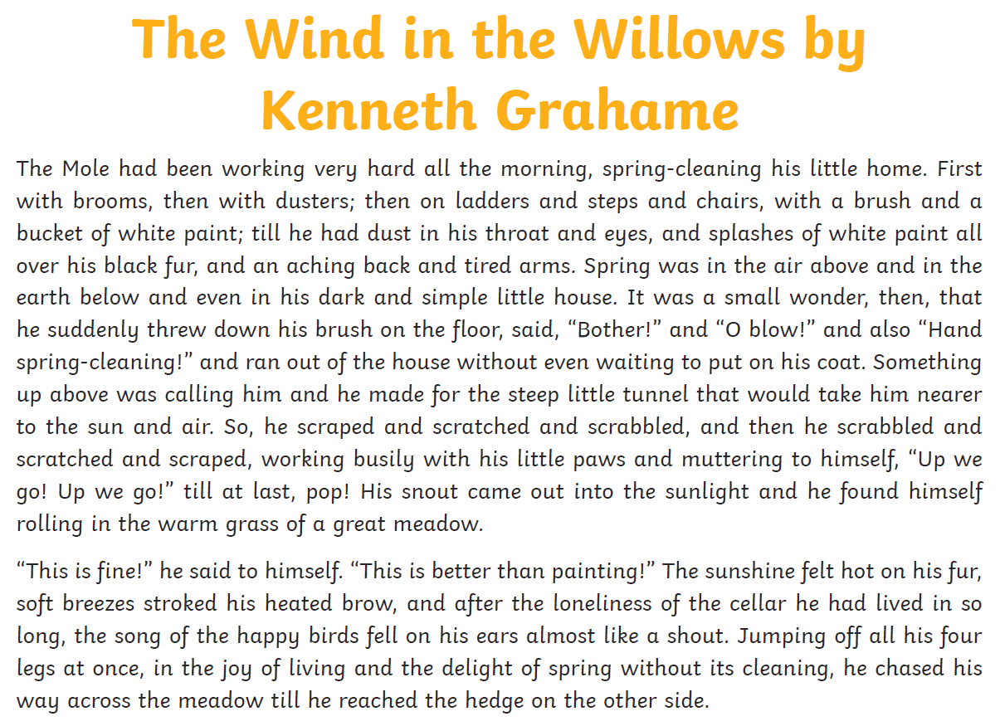 The Wind in the Willows by
Kenneth Grahame
The Mole had been working very hard all the morning, spring-cleaning his little home. First
with brooms, then with dusters; then on ladders and steps and chairs, with a brush and a
bucket of white paint; till he had dust in his throat and eyes, and splashes of white paint all
over his black fur, and an aching back and tired arms. Spring was in the air above and in the
earth below and even in his dark and simple little house. It was a small wonder, then, that
he suddenly threw down his brush on the floor, said, “Bother!” and “O blow!” and also “Hand
spring-cleaning!” and ran out of the house without even waiting to put on his coat. Something
up above was calling him and he made for the steep little tunnel that would take him nearer
to the sun and air. So, he scraped and scratched and scrabbled, and then he scrabbled and
scratched and scraped, working busily with his little paws and muttering to himself, “Up we
go! Up we go!” till at last, pop! His snout came out into the sunlight and he found himself
rolling in the warm grass of a great meadow.
“This is fine!” he said to himself. “This is better than painting!” The sunshine felt hot on his fur,
soft breezes stroked his heated brow, and after the loneliness of the cellar he had lived in so
long, the song of the happy birds fell on his ears almost like a shout. Jumping off all his four
legs at once, in the joy of living and the delight of spring without its cleaning, he chased his
way across the meadow till he reached the hedge on the other side.